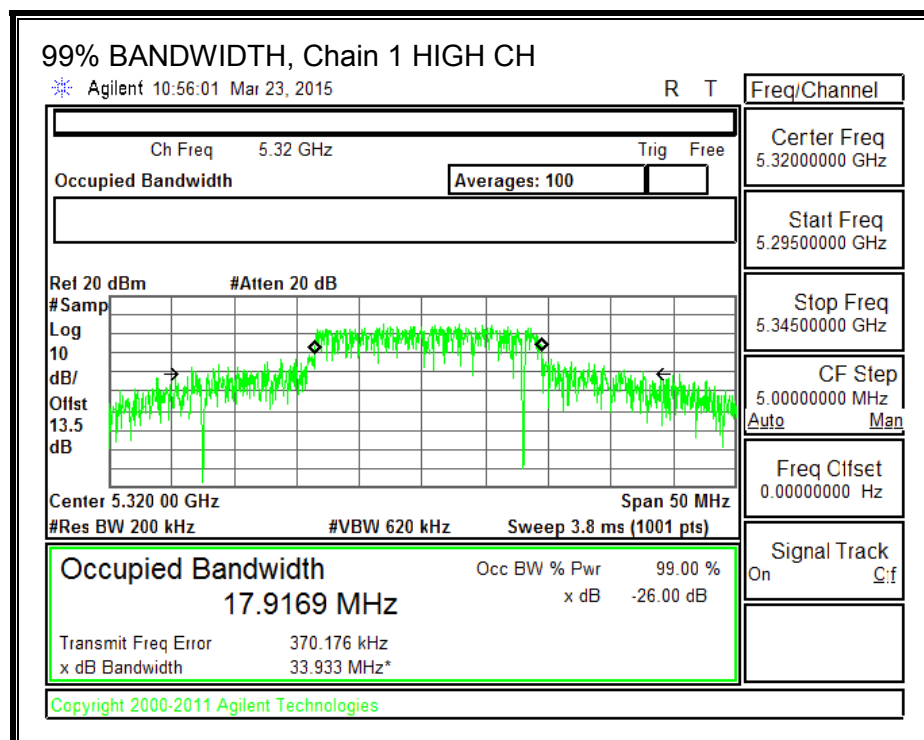 99% BANDWIDTH, Chain 1 HIGH CH
Agilent 10:56:01 Mar 23, 2015 R T
Freq/Channel
Ch Freq 5.32 GHz Trig Free
Occupied Bandwidth Averages: 100
Center Freq
5.32000000 GHz
Start Freq
5.29500000 GHz
Stop Freq
5.34500000 GHz
CF Step
5.00000000 MHz
Auto Man
Freq Offset
0.00000000 Hz
Signal Track
On Off
Ref 20 dBm #Atten 20 dB
#Samp
Log
10
dB/
Offst
13.5
dB
Center 5.320 00 GHz Span 50 MHz
#Res BW 200 kHz #VBW 620 kHz Sweep 3.8 ms (1001 pts)
Occupied Bandwidth Occ BW % Pwr 99.00 %
17.9169 MHz x dB -26.00 dB
Transmit Freq Error 370.176 kHz
x dB Bandwidth 33.933 MHz*
Copyright 2000-2011 Agilent Technologies